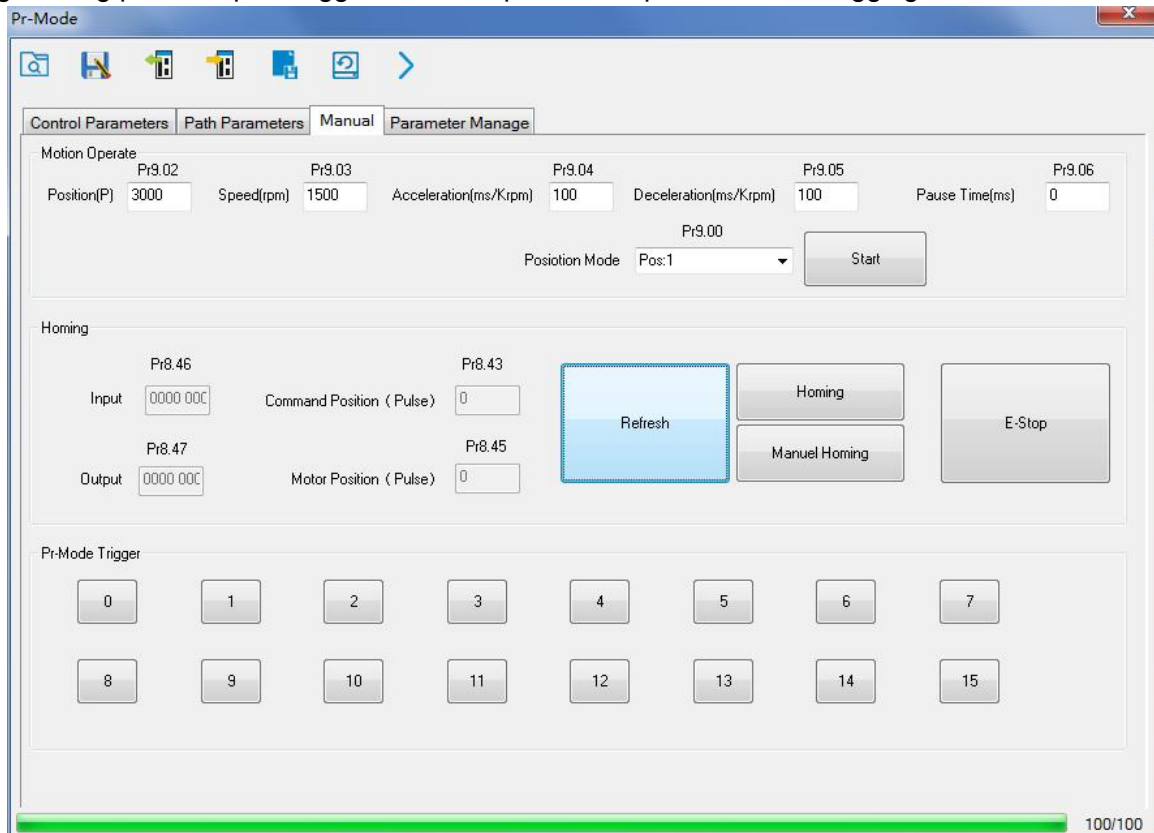 Pr-Mode
X
Control Parameters Path Parameters Manual Parameter Manage
Motion Operate
Pr9.02 Pr9.03 Pr9.04 Pr9.05 Pr9.06
Position(P) 3000 Speed(rpm) 1500 Acceleration(ms/Krpm) 100 Deceleration(ms/Krpm) 100 Pause Time(ms) 0
Pr9.00
Posiotion Mode Pos:1 Start
Homing
Pr8.46 Pr8.43
Input 0000 000 Command Position ( Pulse) 0
Refresh Homing E-Stop
Manuel Homing
Pr8.47 Pr8.45
Output 0000 000 Motor Position ( Pulse) 0
Pr-Mode Trigger
0 1 2 3 4 5 6 7
8 9 10 11 12 13 14 15
100/100